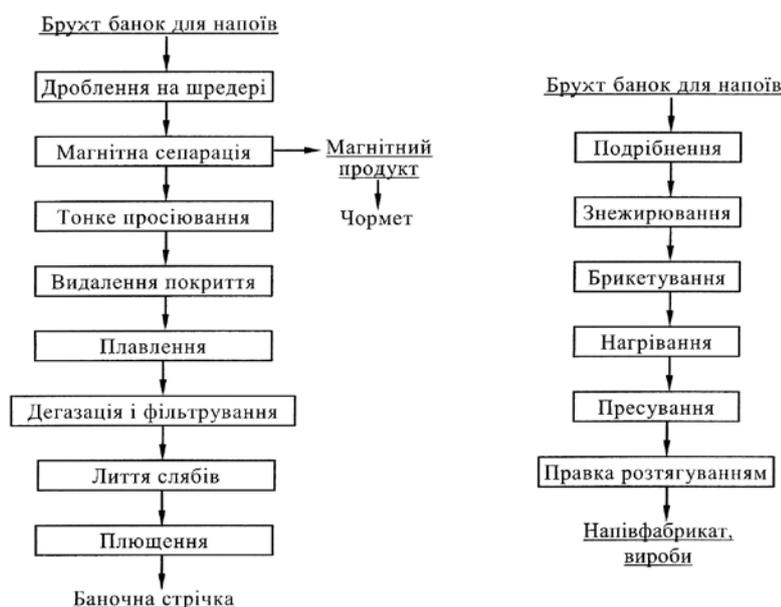 Брухт банок для напоїв
Дроблення на шредері
Магнітна сепарація
Магнітний
продукт
Чормет
Тонке просіювання
Видалення покриття
Плавлення
Дегазація і фільтрування
Лиття слябів
Плющення
Баночна стрічка
Брухт банок для напоїв
Подрібнення
Знежирювання
Брикетування
Нагрівання
Пресування
Правка розтягуванням
Напівфабрикат,
вироби